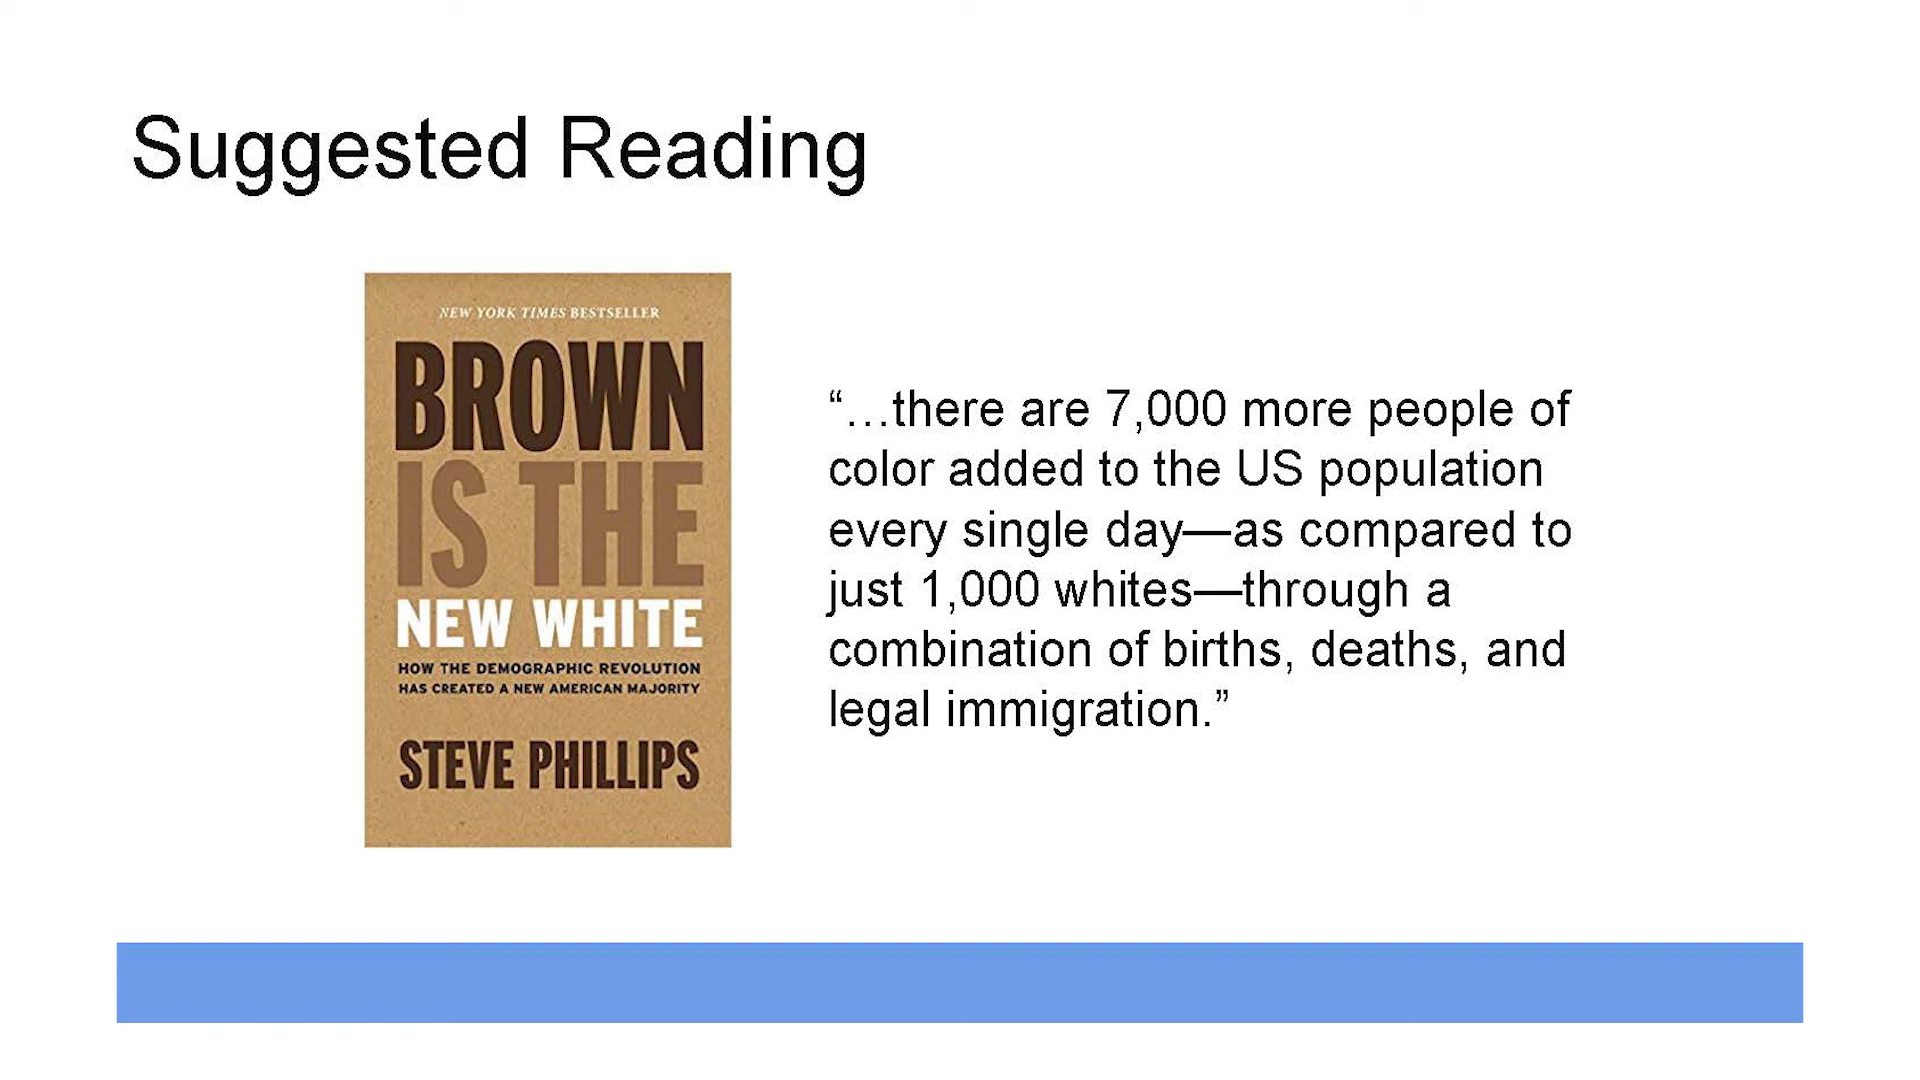 Suggested Reading
NEW YORK TIMES BESTSELLER
BROWN
IS THE
NEW WHITE
HOW THE DEMOGRAPHIC REVOLUTION
HAS CREATED A NEW AMERICAN MAJORITY
STEVE PHILLIPS
“…there are 7,000 more people of
color added to the US population
every single day—as compared to
just 1,000 whites—through a
combination of births, deaths, and
legal immigration.”